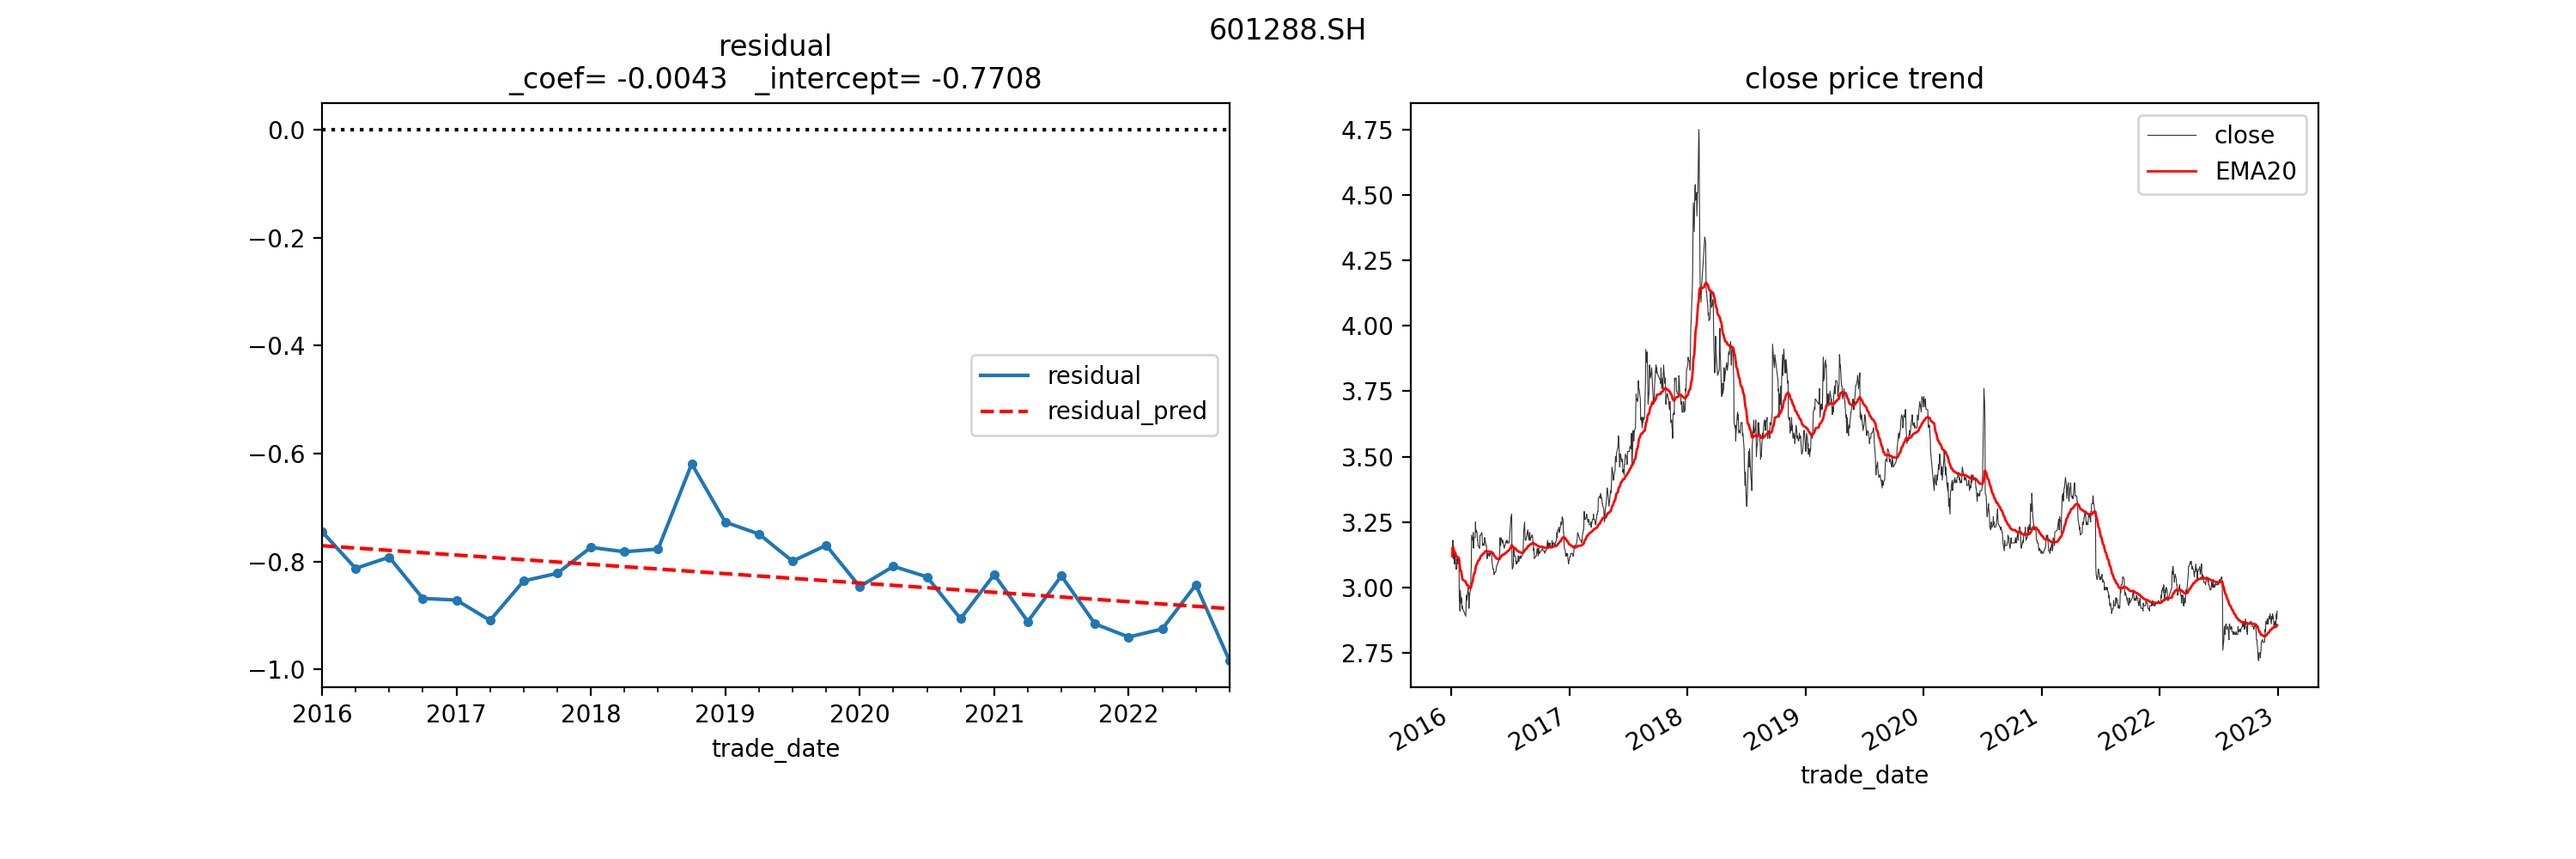 601288.SH
residual
_coef= -0.0043   _intercept= -0.7708
0.0
−0.2
−0.4
−0.6
−0.8
−1.0
residual
residual_pred
2016 2017 2018 2019 2020 2021 2022
trade_date
close price trend
4.75
4.50
4.25
4.00
3.75
3.50
3.25
3.00
2.75
close
EMA20
2016 2017 2018 2019 2020 2021 2022 2023
trade_date